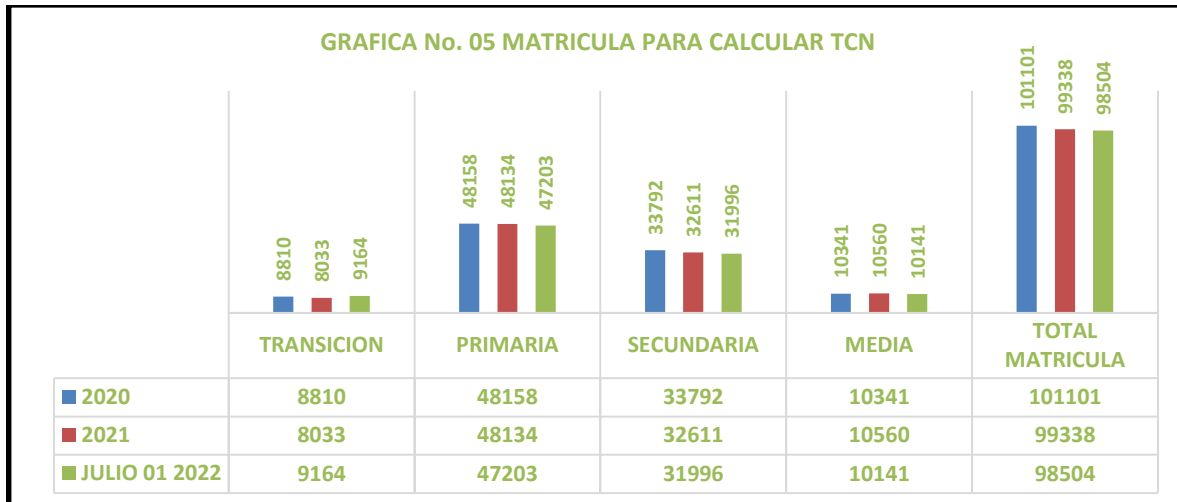 GRAFICA No. 05 MATRICULA PARA CALCULAR TCN
8810 8033 9164 48158 48134 47203 33792 32611 31996 10341 10560 10141 101101 99338 98504
TRANSICION PRIMARIA SECUNDARIA MEDIA TOTAL
MATRICULA
2020 8810 48158 33792 10341 101101
2021 8033 48134 32611 10560 99338
JULIO 01 2022 9164 47203 31996 10141 98504